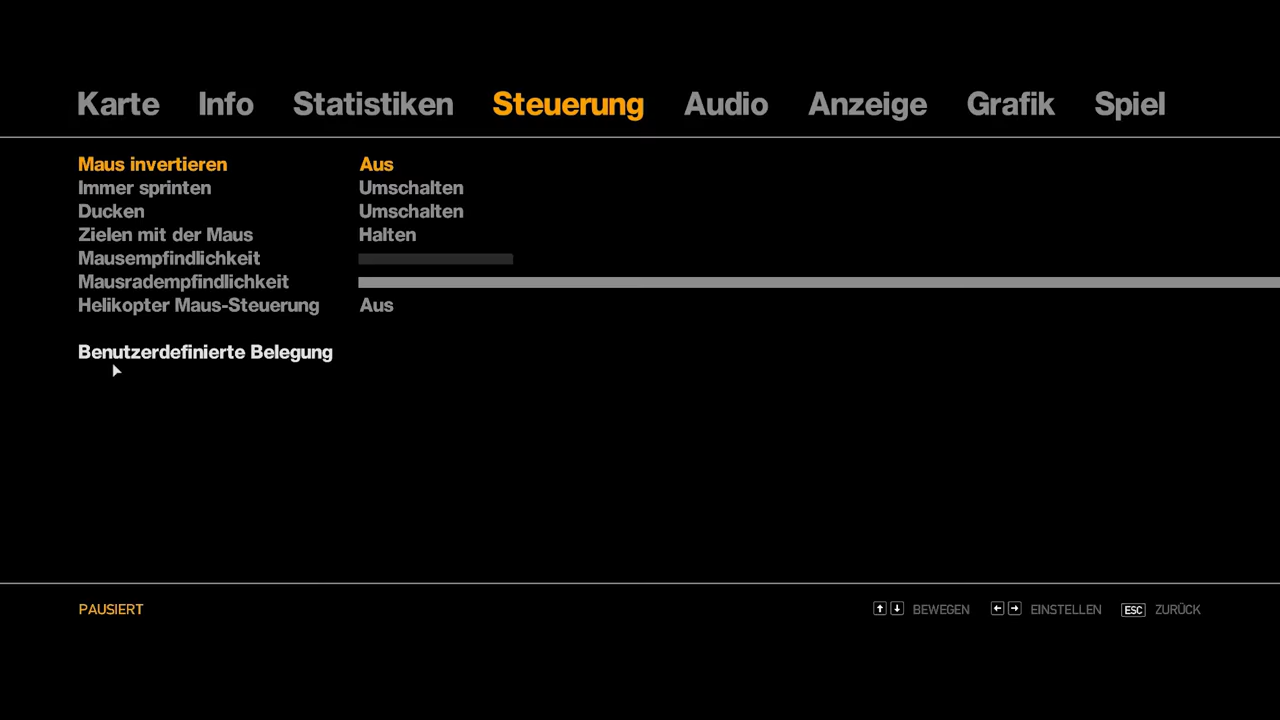 Karte Info Statistiken Steuerung Audio Anzeige Grafik Spiel
Maus invertieren Aus
Immer sprinten Umschalten
Ducken Umschalten
Zielen mit der Maus Halten
Mausempfindlichkeit
Mausradempfindlichkeit
Helikopter Maus-Steuerung Aus
Benutzerdefinierte Belegung
PAUSIERT BEWEGEN EINSTELLEN ESC ZURÜCK